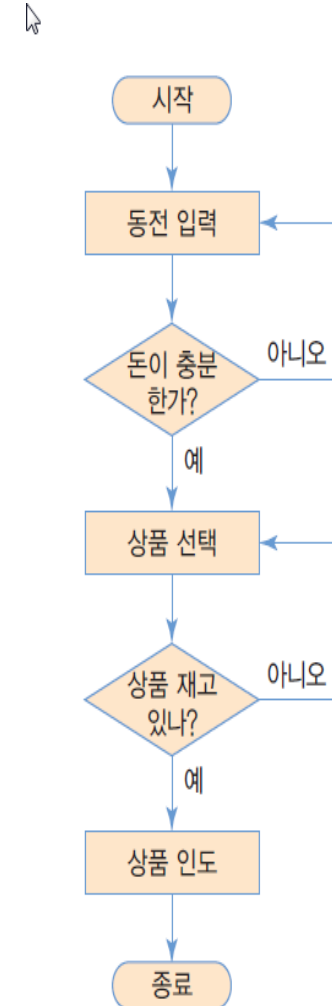 시작
동전 입력
돈이 충분
한가?
아니오
예
상품 선택
상품 재고
있나?
아니오
예
상품 인도
종료